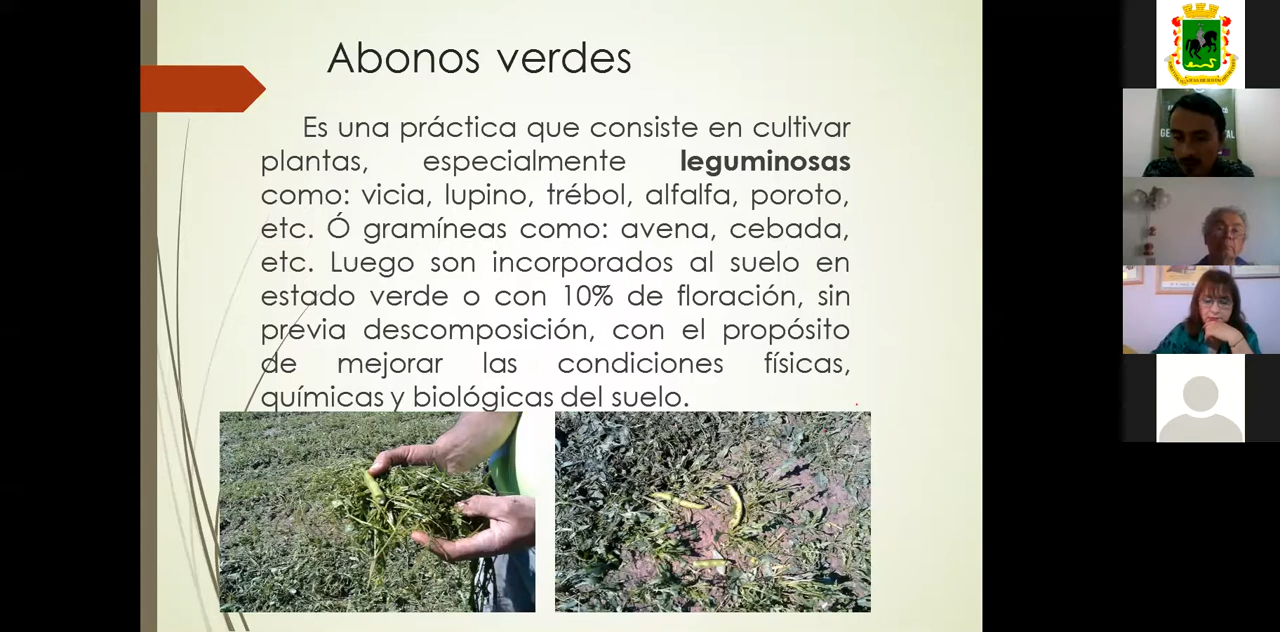 Abonos verdes
Es una práctica que consiste en cultivar
plantas, especialmente leguminosas
como: vicia, lupino, trébol, alfalfa, poroto,
etc. Ó gramíneas como: avena, cebada,
etc. Luego son incorporados al suelo en
estado verde o con 10% de floración, sin
previa descomposición, con el propósito
de mejorar las condiciones físicas,
químicas y biológicas del suelo.